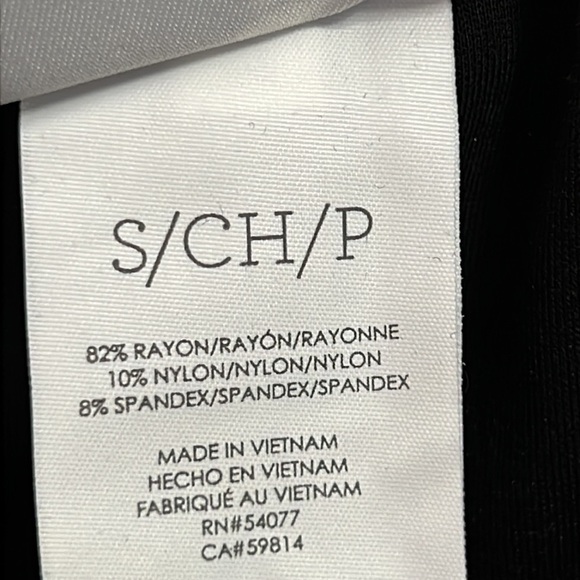 S/CH/P
82% RAYON/RAYÓN/RAYONNE
10% NYLON/NYLON/NYLON
8% SPANDEX/SPANDEX/SPANDEX
MADE IN VIETNAM
HECHO EN VIETNAM
FABRIQUÉ AU VIETNAM
RN#54077
CA#59814